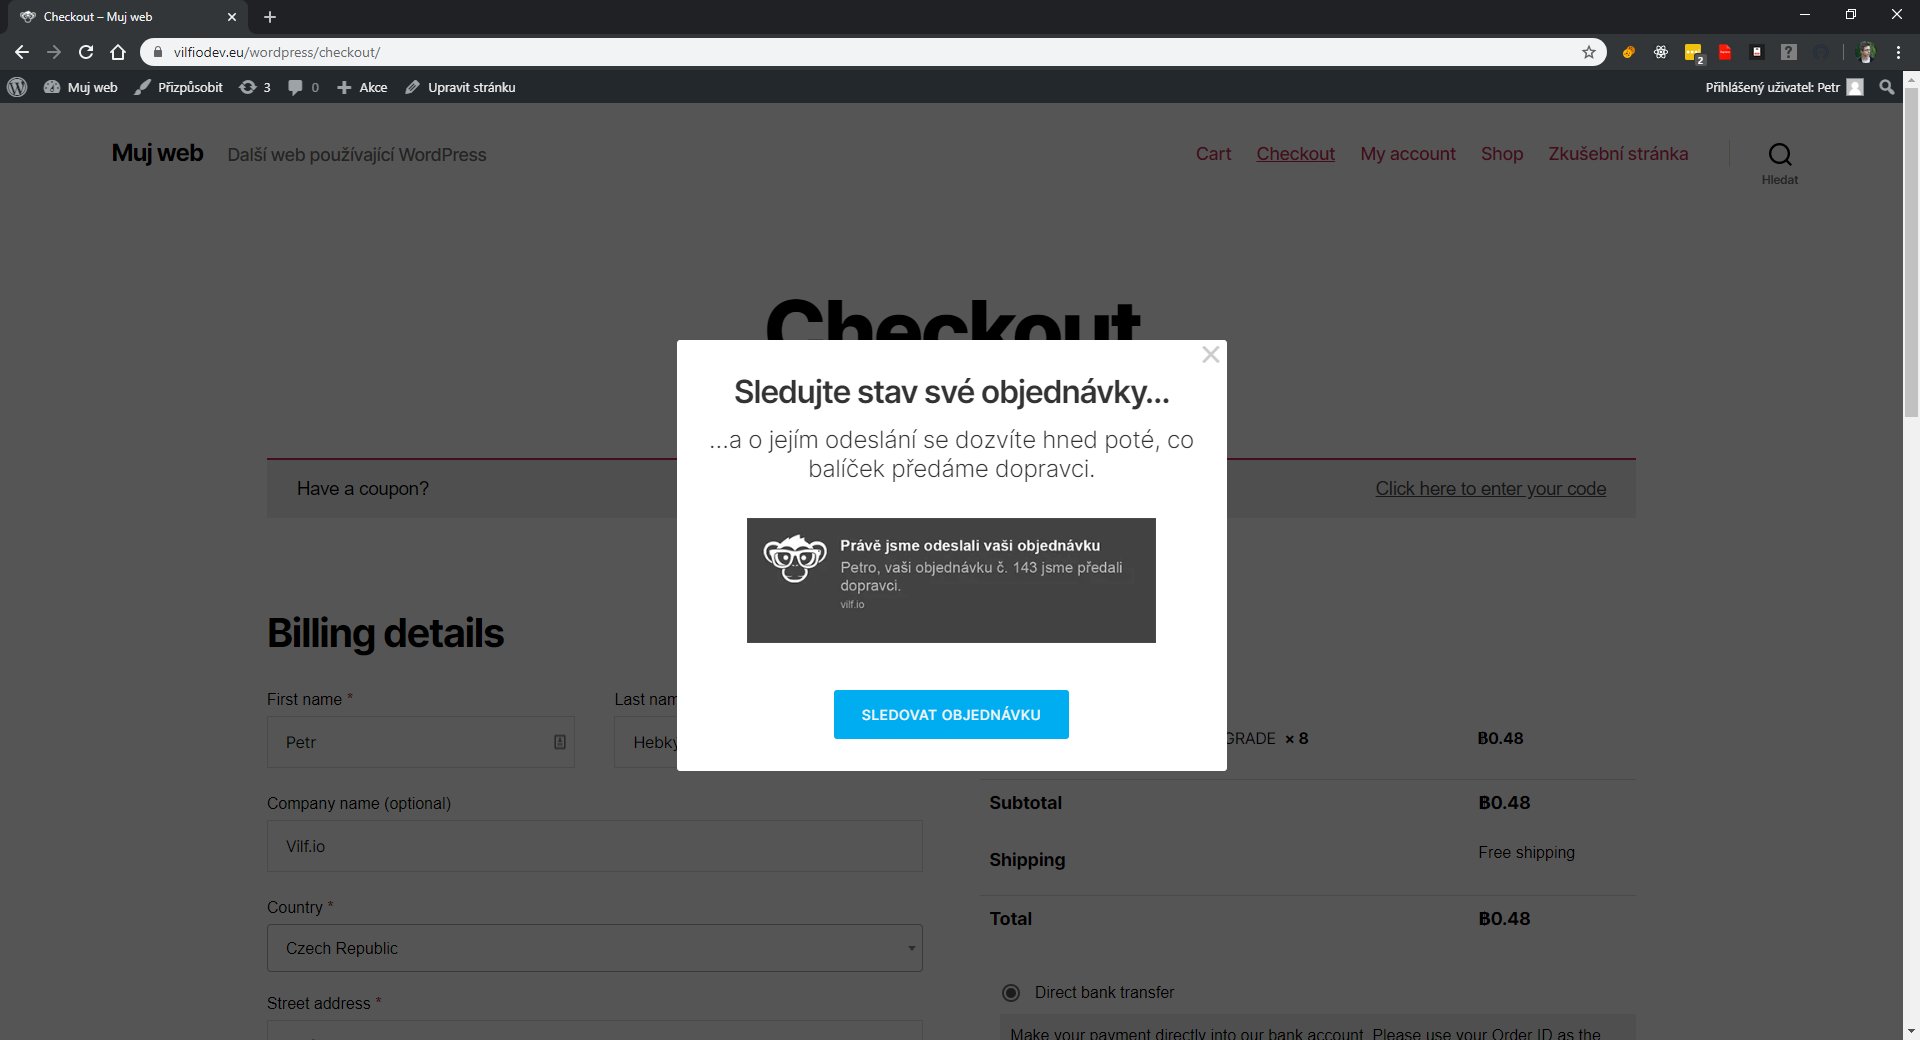 Checkout – Muj web
vilfiodev.eu/wordpress/checkout/
2
Muj web Přizpůsobit 3 0 Akce Upravit stránku Přihlášený uživatel: Petr
Muj web Další web používající WordPress Cart Checkout My account Shop Zkušební stránka
Hledat
Checkout
Sledujte stav své objednávky...
...a o jejím odeslání se dozvíte hned poté, co
balíček předáme dopravci.
Have a coupon? Click here to enter your code
Právě jsme odeslali vaši objednávku
Petro, vaši objednávku č. 143 jsme předali
dopravci.
vilf.io
SLEDOVAT OBJEDNÁVKU
Billing details
First name *
Petr
Last nam
Hebky
GRADE × 8 ฿0.48
Company name (optional)
Vilf.io
Subtotal ฿0.48
Shipping Free shipping
Country *
Czech Republic
Total ฿0.48
Street address *
Direct bank transfer
Make your payment directly into our bank account. Please use your Order ID as the